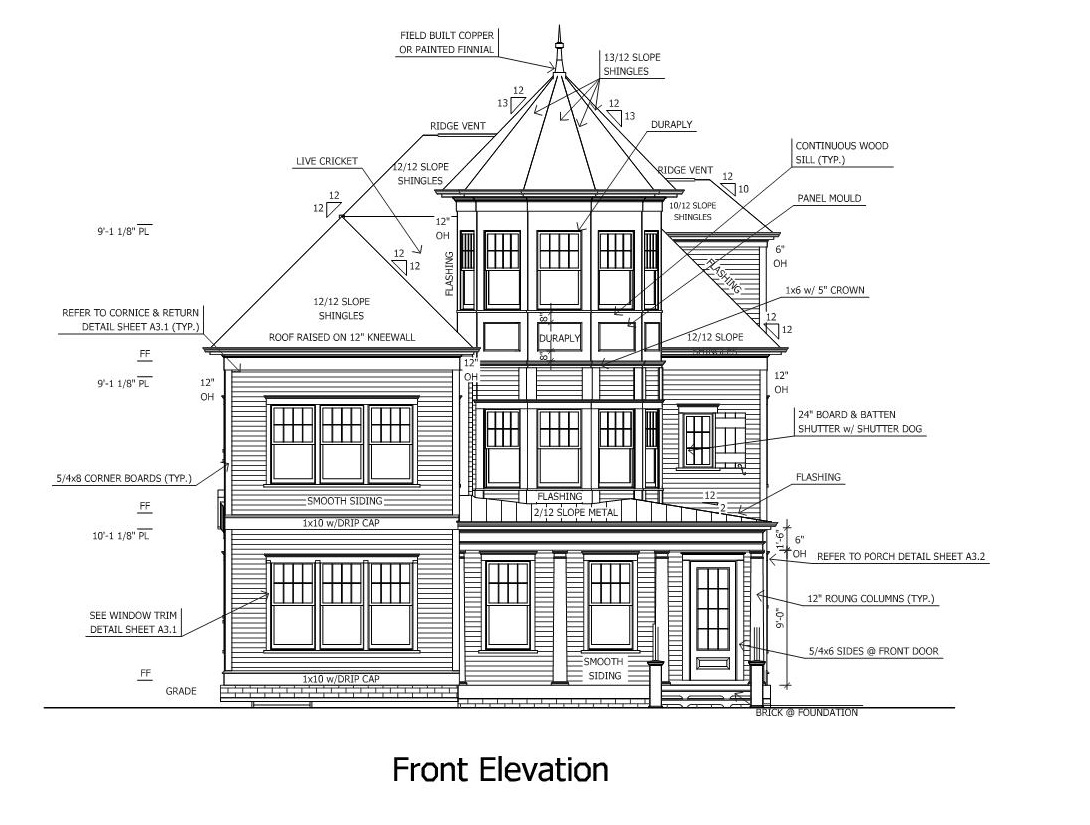 FIELD BUILT COPPER
OR PAINTED FINNIAL
13/12 SLOPE
SHINGLES
12
13
12
13
RIDGE VENT
DURAPLY
CONTINUOUS WOOD
SILL (TYP.)
LIVE CRICKET
12/12 SLOPE
SHINGLES
RIDGE VENT
12
10
PANEL MOULD
12
12
10/12 SLOPE
SHINGLES
9'-1 1/8" PL
12"
OH
6"
OH
12
12
FLASHING
FLASHING
1x6 w/ 5" CROWN
12/12 SLOPE
SHINGLES
REFER TO CORNICE & RETURN
DETAIL SHEET A3.1 (TYP.)
8"
12
12
ROOF RAISED ON 12" KNEEWALL
DURAPLY
12/12 SLOPE
SHINGLES
FF
8"
12"
OH
9'-1 1/8" PL
12"
OH
12"
OH
24" BOARD & BATTEN
SHUTTER w/ SHUTTER DOG
5/4x8 CORNER BOARDS (TYP.)
FLASHING
SMOOTH SIDING
FLASHING
12
2
FF
2/12 SLOPE METAL
1x10 w/DRIP CAP
10'-1 1/8" PL
1'-6"
6"
OH
REFER TO PORCH DETAIL SHEET A3.2
12" ROUNG COLUMNS (TYP.)
SEE WINDOW TRIM
DETAIL SHEET A3.1
9'-0"
5/4x6 SIDES @ FRONT DOOR
SMOOTH
SIDING
FF
1x10 w/DRIP CAP
GRADE
BRICK @ FOUNDATION
Front Elevation